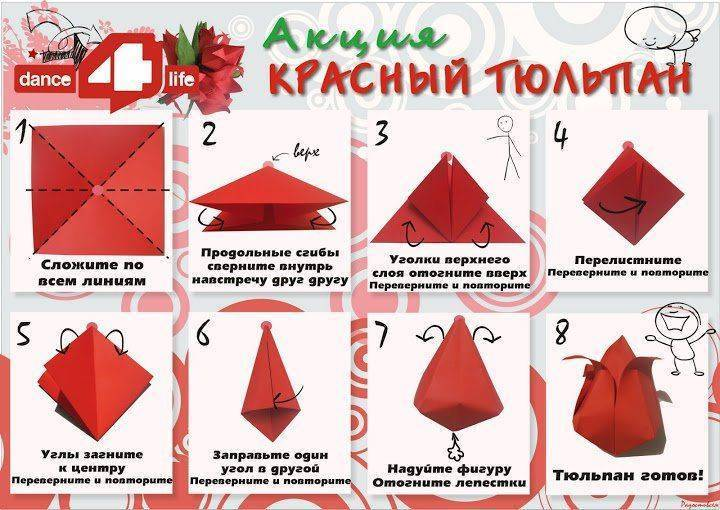 Акция
КРАСНЫЙ ТЮЛЬПАН
dance 4 life
1
Сложите по
всем линиям
2
верх
Продольные сгибы
сверните внутрь
навстречу друг другу
3
Уголки верхнего
слоя отогните вверх
Переверните и повторите
4
Перелистните
Переверните и повторите
5
Углы загните
к центру
Переверните и повторите
6
Заправьте один
угол в другой
Переверните и повторите
7
Надуйте фигуру
Отогните лепестки
8
Тюльпан готов!